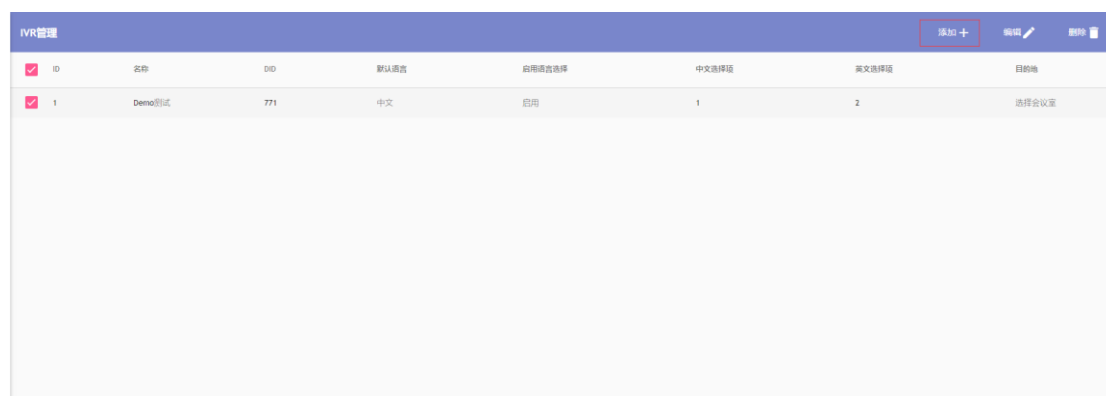 IVR管理 添加 编辑 删除
ID 名称 DID 默认语言 启用语言选择 中文选择项 英文选择项 目的地
1 Demo测试 771 中文 启用 1 2 选择会议室